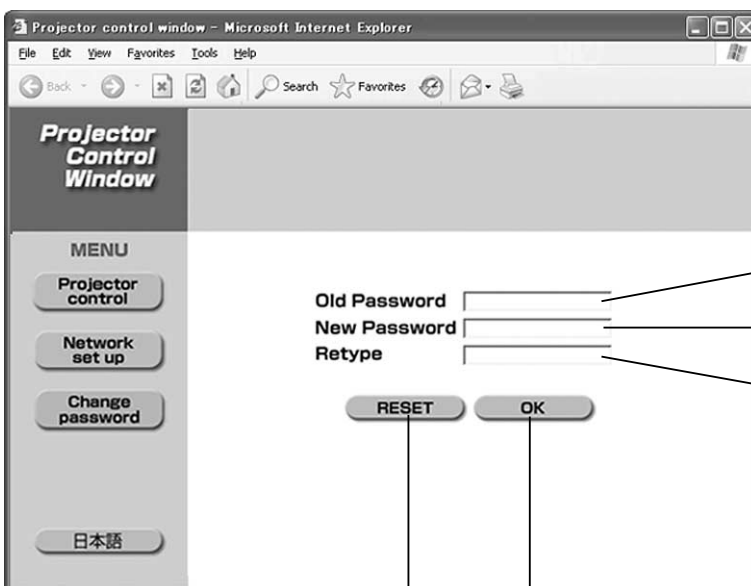 Projector control window - Microsoft Internet Explorer
File Edit View Favorites Tools Help
Back Search Favorites
Projector
Control
Window
MENU
Projector
control
Network
set up
Change
password
日本語
Old Password
New Password
Retype
RESET OK